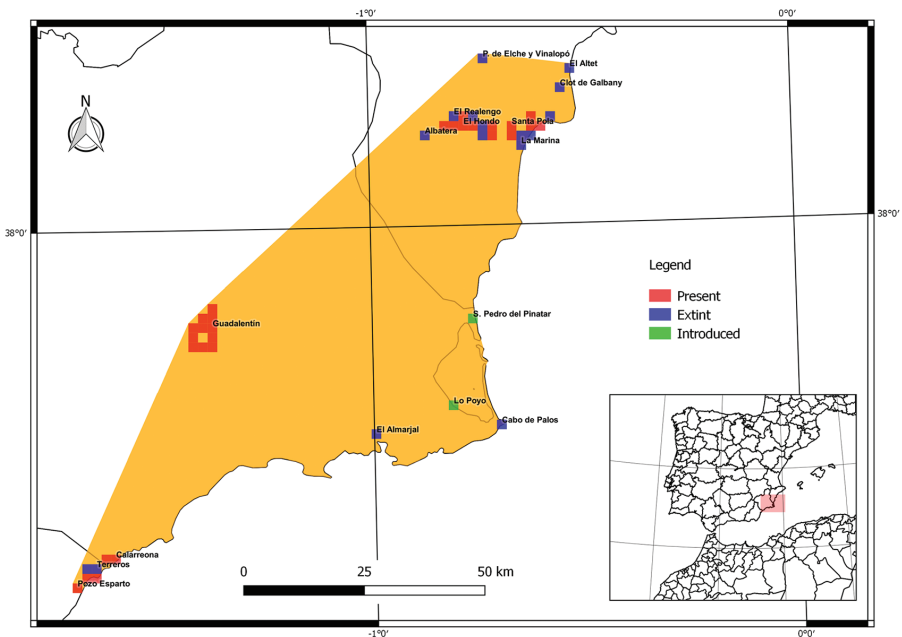 -1°0'
0°0'
N
P. de Elche y Vinalopó
El Altet
Clot de Galbany
El Realengo
El Hondo
Santa Pola
Albatera
La Marina
38°0'
38°0'
Legend
Present
Extint
Introduced
S. Pedro del Pinatar
Guadalentín
Lo Poyo
Cabo de Palos
El Almarjal
Calarreona
Terreros
Pozo Esparto
0
25
50 km
-1°0'
0°0'